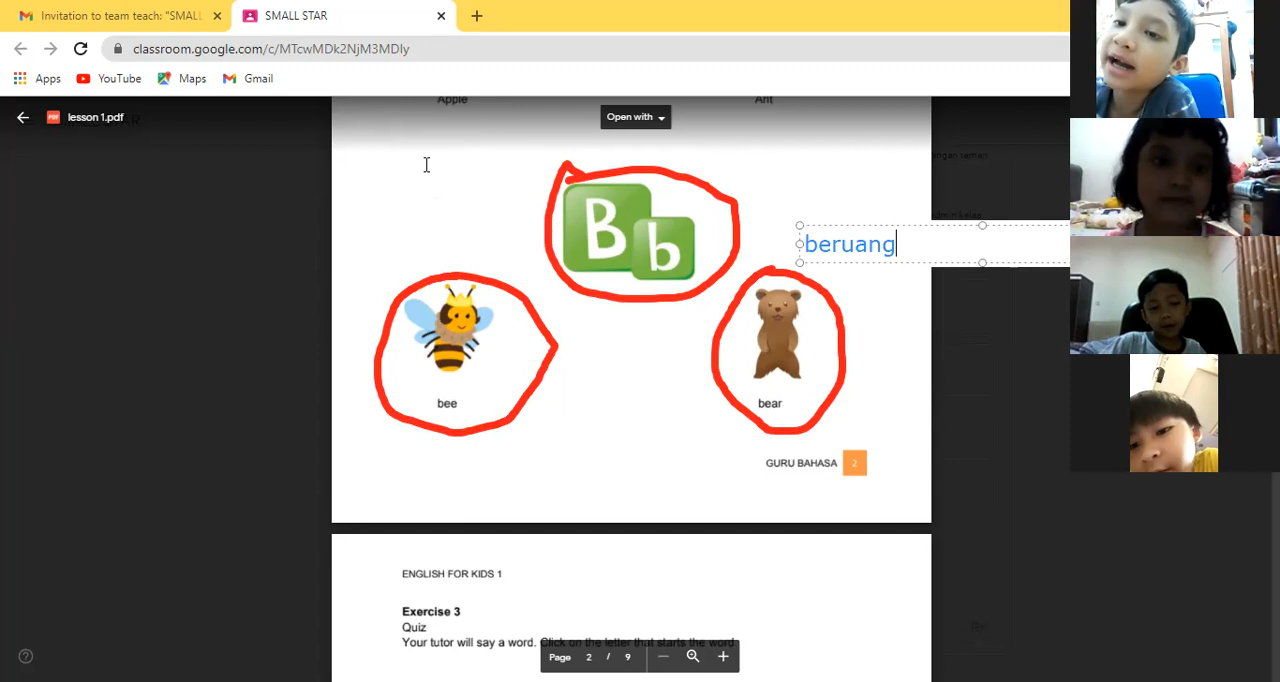 Invitation to team teach: "SMALL
SMALL STAR
classroom.google.com/c/MTcwMDk2NjM3MDIy
Apps
YouTube
Maps
Gmail
lesson 1.pdf
Open with
Apple
Ant
B b
beruang
bee
bear
GURU BAHASA 2
ENGLISH FOR KIDS 1
Exercise 3
Quiz
Your tutor will say a word. Click on the letter that starts the word.
Page 2 / 9